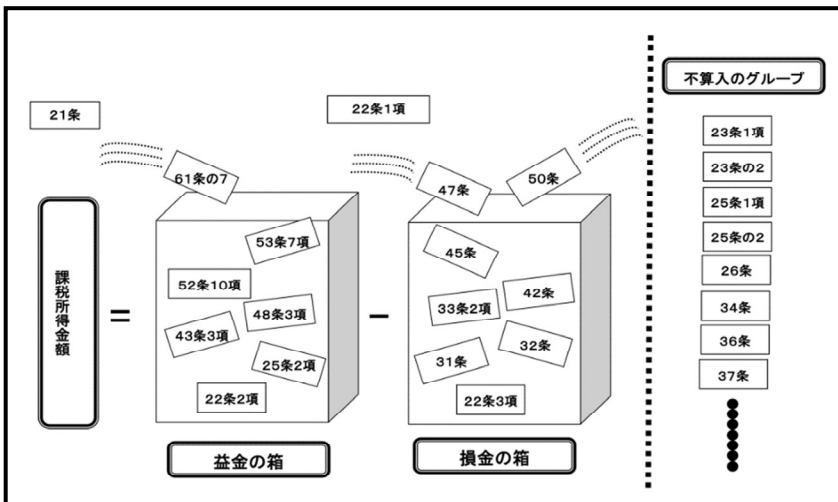 21条
22条1項
不算入のグループ
61条の7
47条
50条
23条1項
23条の2
25条1項
25条の2
26条
34条
36条
37条
課税所得金額
＝
53条7項
52条10項
48条3項
43条3項
25条2項
22条2項
－
45条
42条
33条2項
32条
31条
22条3項
益金の箱
損金の箱